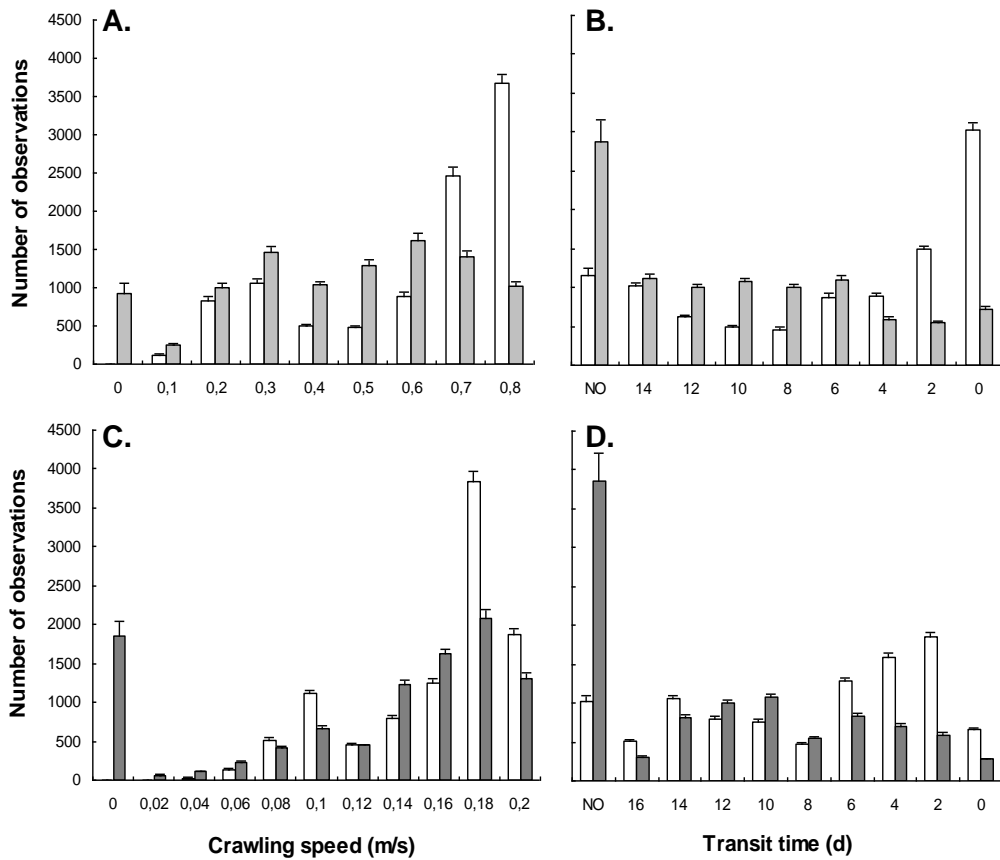 A.
B.
Number of observations
4500
4000
3500
3000
2500
2000
1500
1000
500
0
0 0,1 0,2 0,3 0,4 0,5 0,6 0,7 0,8
NO 14 12 10 8 6 4 2 0
C.
D.
Number of observations
4500
4000
3500
3000
2500
2000
1500
1000
500
0
0 0,02 0,04 0,06 0,08 0,1 0,12 0,14 0,16 0,18 0,2
NO 16 14 12 10 8 6 4 2 0
Crawling speed (m/s)
Transit time (d)